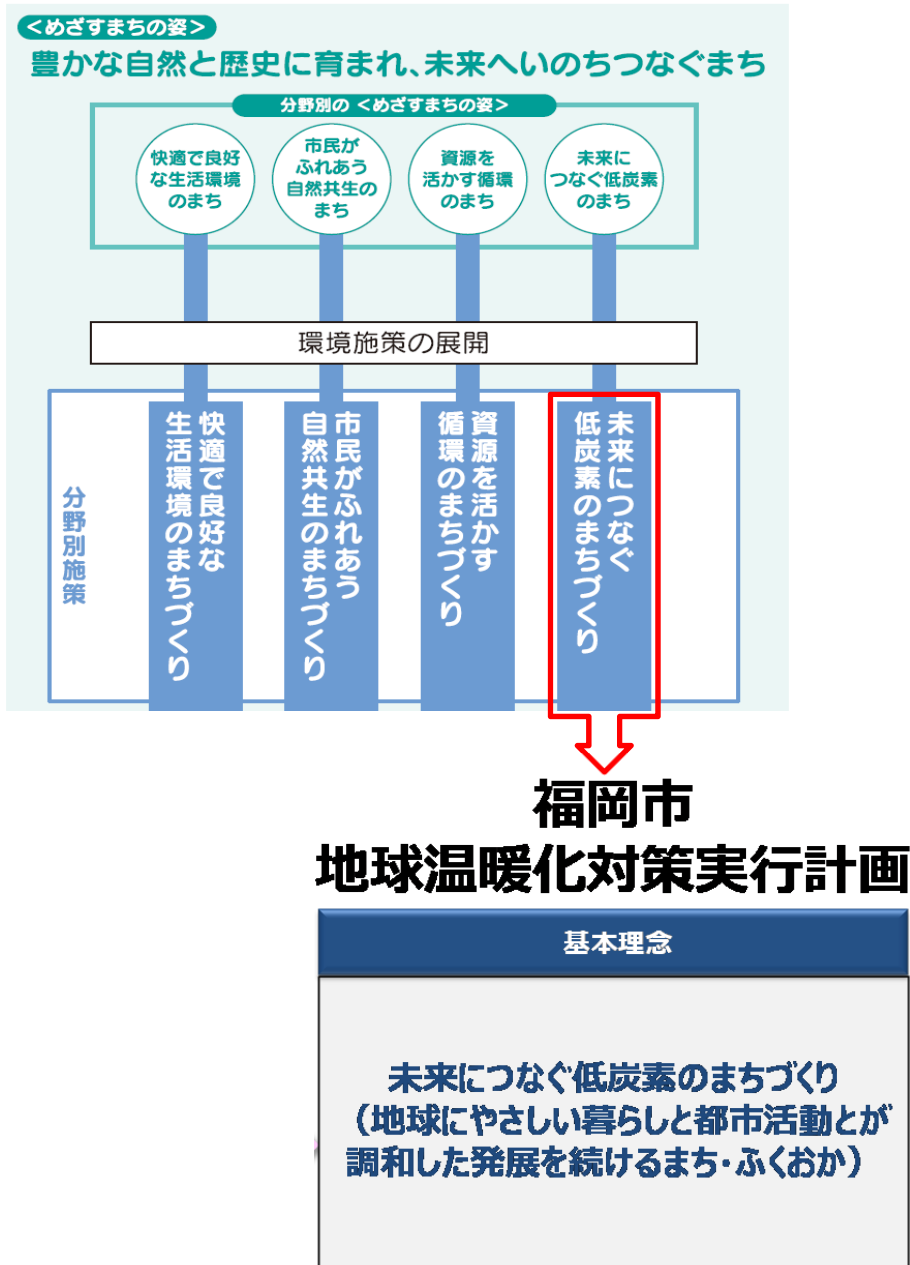 <めざすまちの姿>
豊かな自然と歴史に育まれ、未来へいのちつなぐまち
分野別の <めざすまちの姿>
快適で良好
な生活環境
のまち
市民が
ふれあう
自然共生の
まち
資源を
活かす循環
のまち
未来に
つなぐ低炭素
のまち
環境施策の展開
分野別施策
快適で良好な
生活環境のまちづくり
市民がふれあう
自然共生のまちづくり
資源を活かす
循環のまちづくり
未来につなぐ
低炭素のまちづくり
福岡市
地球温暖化対策実行計画
基本理念
未来につなぐ低炭素のまちづくり
（地球にやさしい暮らしと都市活動とが
調和した発展を続けるまち・ふくおか）